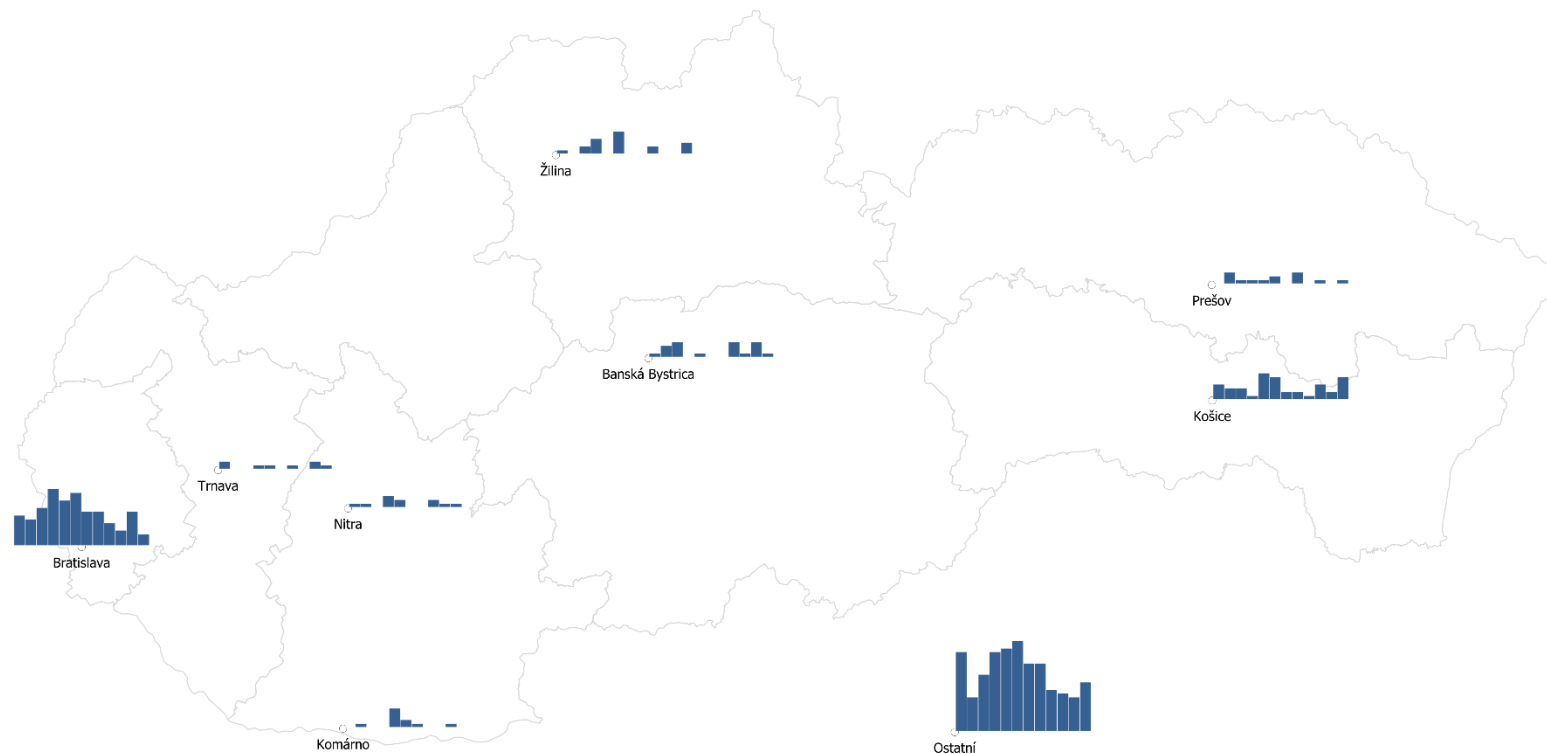 Žilina
Prešov
Banská Bystrica
Košice
Trnava
Nitra
Bratislava
Komárno
Ostatní